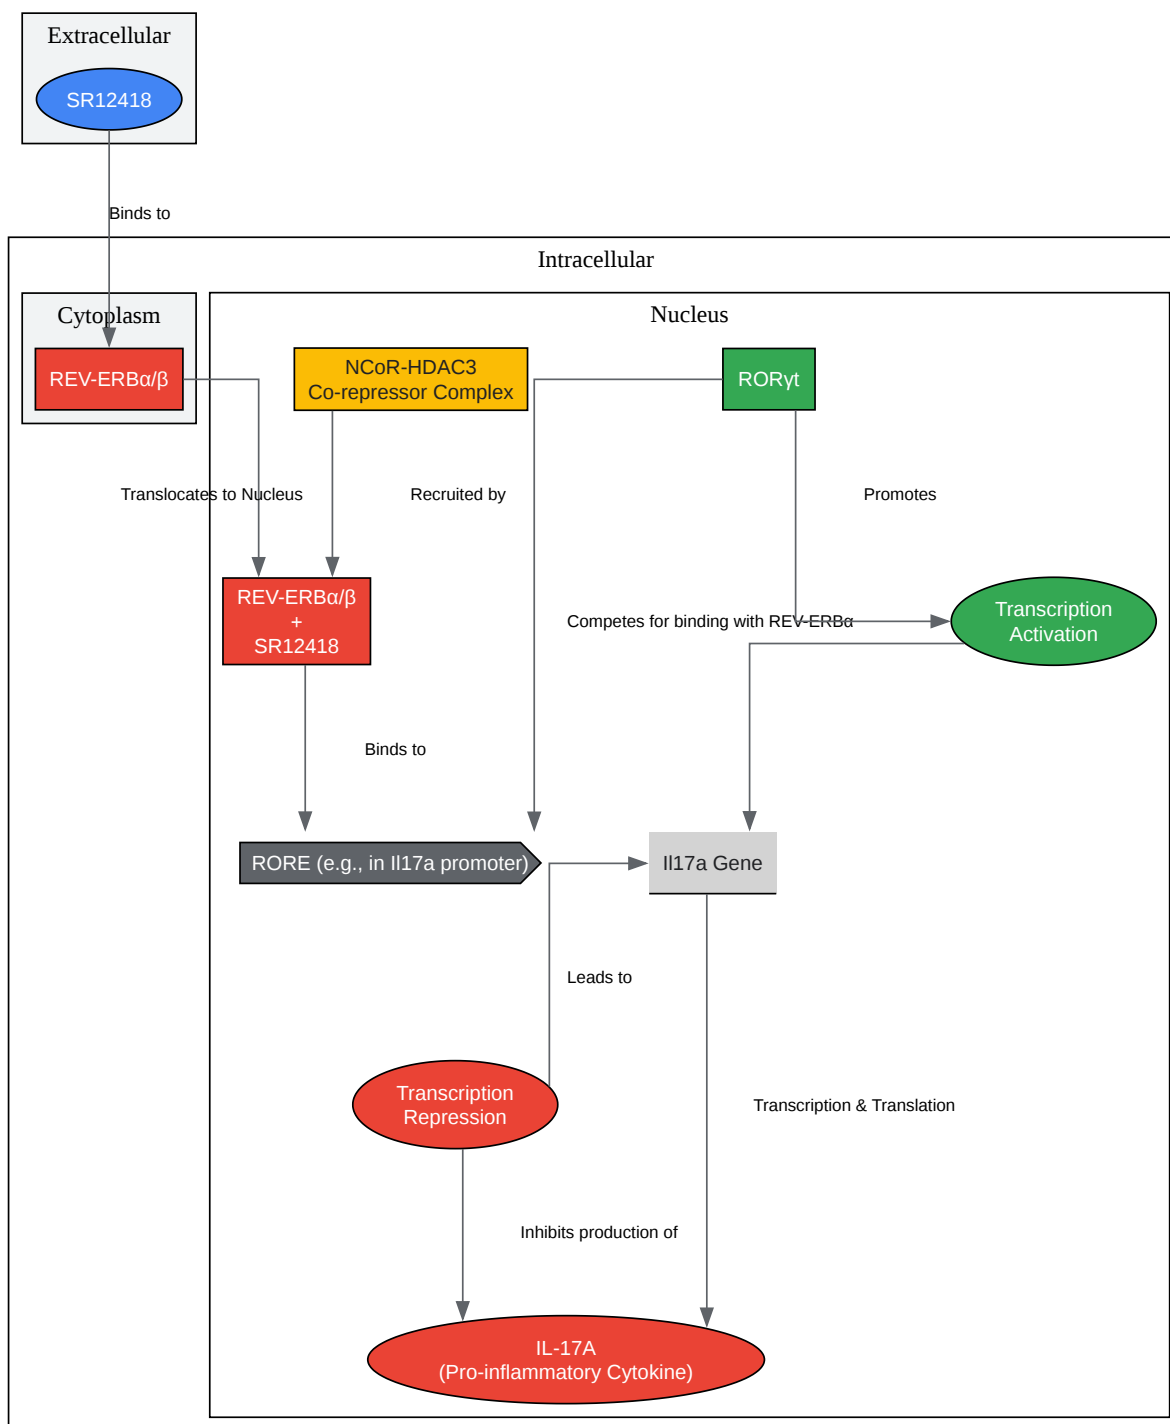 Extracellular
SR12418
Binds to
Intracellular
Cytoplasm
REV-ERBα/β
Nucleus
NCoR-HDAC3
Co-repressor Complex
RORγt
Translocates to Nucleus
Recruited by
Promotes
REV-ERBα/β
+
SR12418
Competes for binding with REV-ERBα
Transcription
Activation
Binds to
RORE (e.g., in Il17a promoter)
Il17a Gene
Leads to
Transcription
Repression
Transcription & Translation
Inhibits production of
IL-17A
(Pro-inflammatory Cytokine)